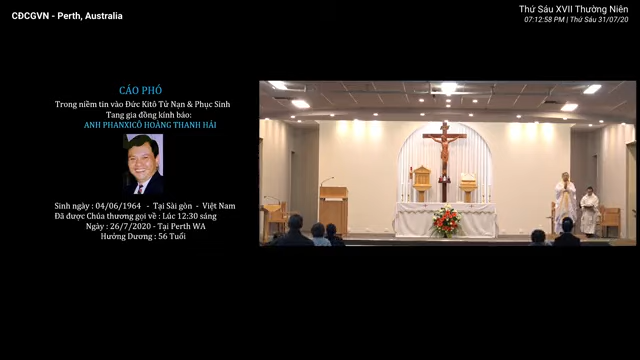 CĐCGVN - Perth, Australia
Thứ Sáu XVII Thường Niên
07:12:58 PM | Thứ Sáu 31/07/20
CÁO PHÓ
Trong niềm tin vào Đức Kitô Tử Nạn & Phục Sinh
Tang gia đồng kính báo:
ANH PHANXICÔ HOÀNG THANH HẢI
Sinh ngày : 04/06/1964 - Tại Sài gòn - Việt Nam
Đã được Chúa thương gọi về : Lúc 12:30 sáng
Ngày : 26/7/2020 - Tại Perth WA
Hưởng Dương : 56 Tuổi